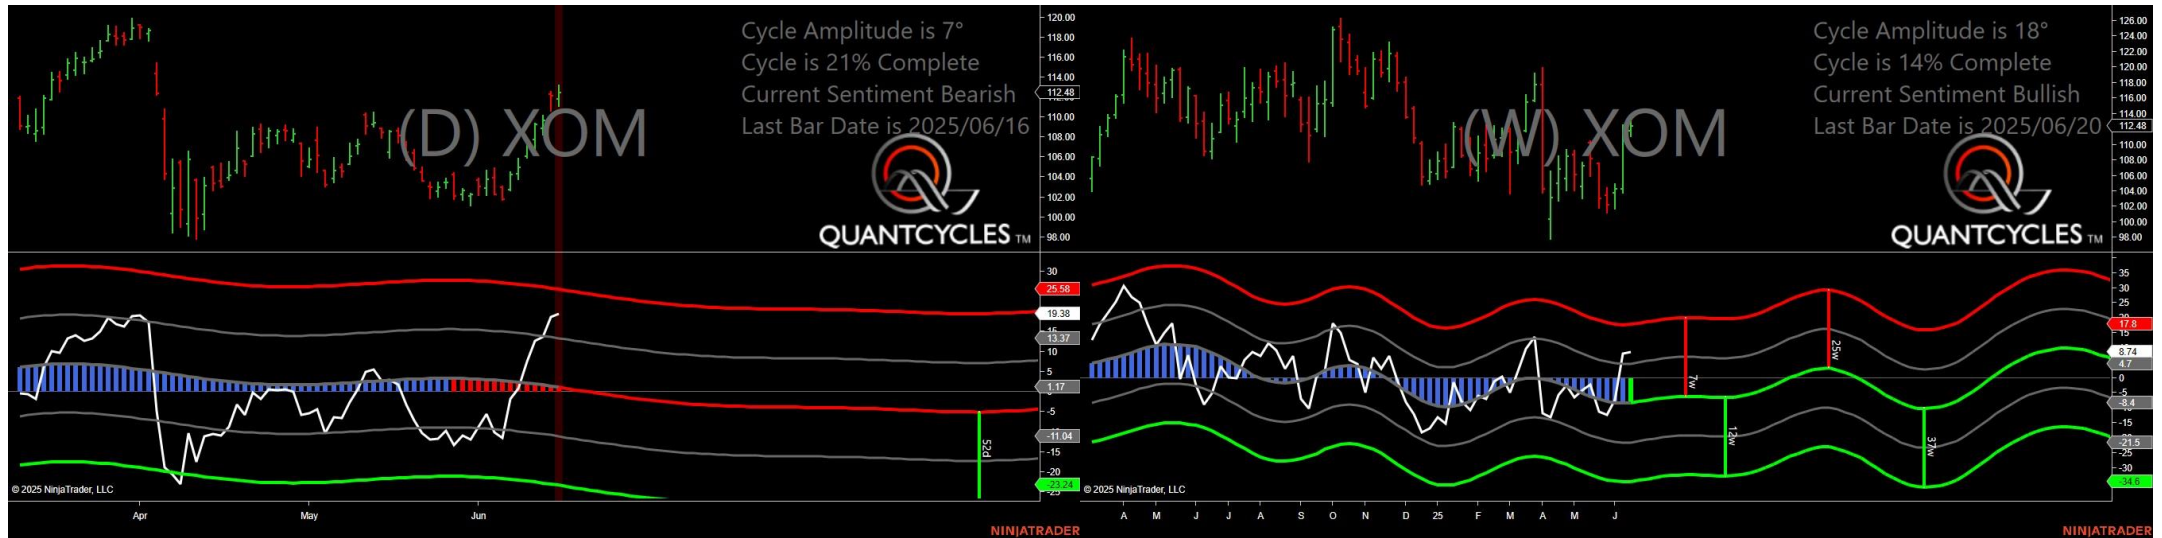 Cycle Amplitude is 7°
Cycle is 21% Complete
Current Sentiment Bearish
Last Bar Date is 2025/06/16
(D) XOM
QUANTCYCLES TM
120.00
118.00
116.00
114.00
112.48
110.00
108.00
106.00
104.00
102.00
100.00
98.00
30
25.58
19.38
15
13.37
10
5
1.17
-5
-11.04
-15
-20
-23.24
-25
52d
© 2025 NinjaTrader, LLC
Apr May Jun
NINJATRADER
Cycle Amplitude is 18°
Cycle is 14% Complete
Current Sentiment Bullish
Last Bar Date is 2025/06/20
(W) XOM
QUANTCYCLES TM
126.00
124.00
122.00
120.00
118.00
116.00
114.00
112.48
110.00
108.00
106.00
104.00
102.00
100.00
98.00
35
30
25
17.8
15
8.74
4.7
0
-5
-8.4
-15
-21.5
-25
-30
-34.6
7w
12w
25w
37w
© 2025 NinjaTrader, LLC
A M J J A S O N D 25 F M A M J
NINJATRADER